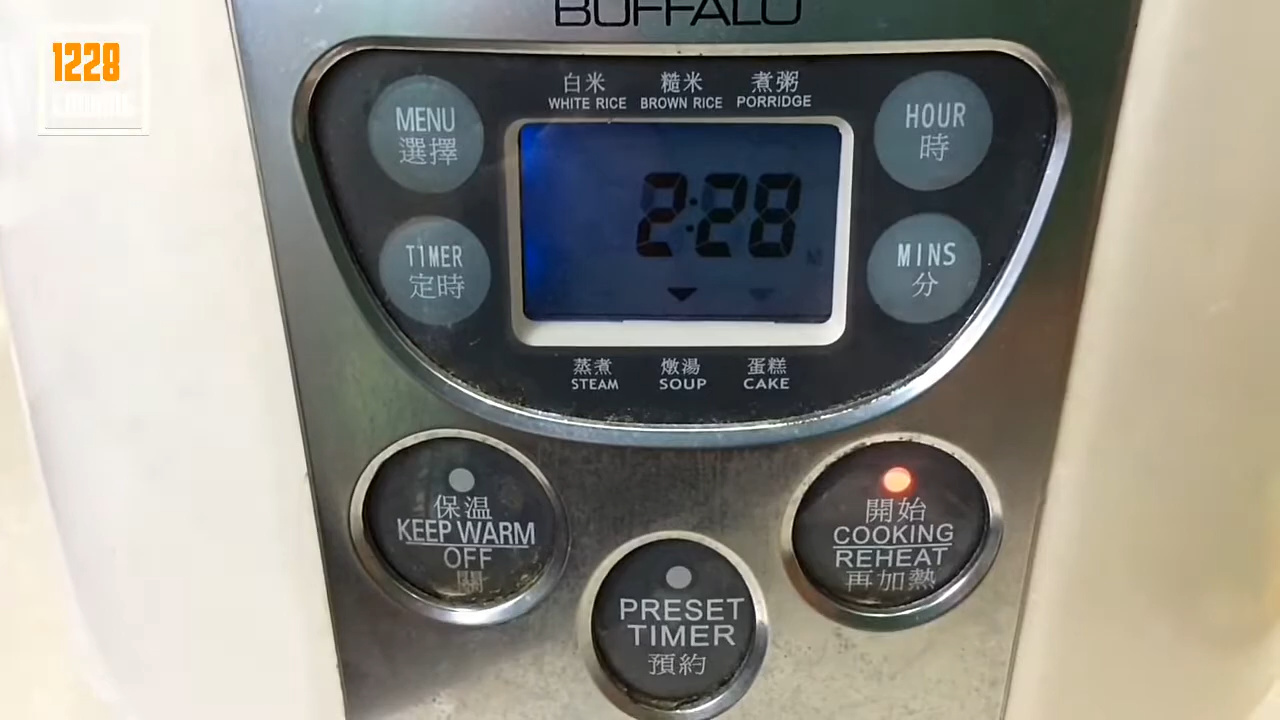 BUFFALO
1228
白米 糙米 煮粥
WHITE RICE BROWN RICE PORRIDGE
MENU
選擇
HOUR
時
2:28
TIMER
定時
MINS
分
蒸煮 燉湯 蛋糕
STEAM SOUP CAKE
保温
KEEP WARM
OFF
關
開始
COOKING
REHEAT
再加熱
PRESET
TIMER
預約